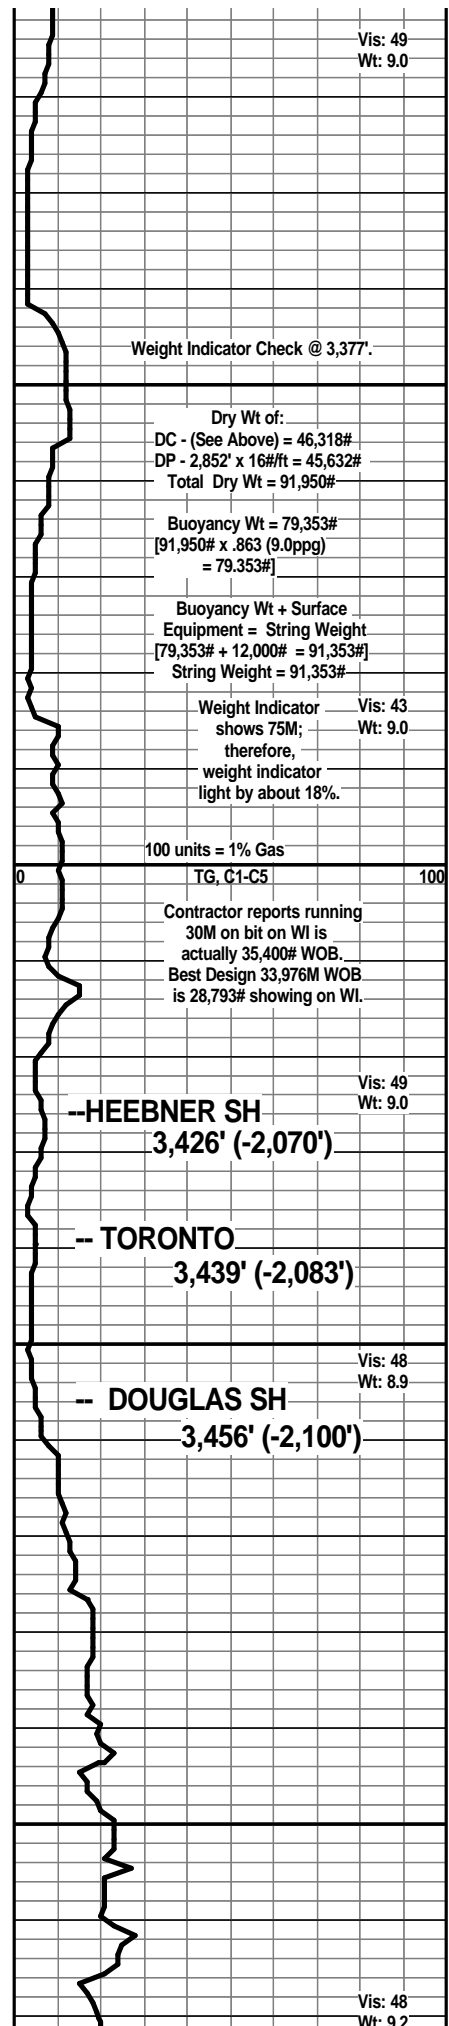 Vis: 49
Wt: 9.0
Weight Indicator Check @ 3,377'.
Dry Wt of:
DC - (See Above) = 46,318#
DP - 2,852' x 16#/ft = 45,632#
Total Dry Wt = 91,950#
Buoyancy Wt = 79,353#
[91,950# x .863 (9.0ppg)
= 79.353#]
Buoyancy Wt + Surface
Equipment = String Weight
[79,353# + 12,000# = 91,353#]
String Weight = 91,353#
Weight Indicator
shows 75M;
therefore,
weight indicator
light by about 18%.
Vis: 43
Wt: 9.0
100 units = 1% Gas
0 TG, C1-C5 100
Contractor reports running
30M on bit on WI is
actually 35,400# WOB.
Best Design 33,976M WOB
is 28,793# showing on WI.
Vis: 49
Wt: 9.0
--HEEBNER SH
3,426' (-2,070')
-- TORONTO
3,439' (-2,083')
Vis: 48
Wt: 8.9
-- DOUGLAS SH
3,456' (-2,100')
Vis: 48
Wt: 9.2